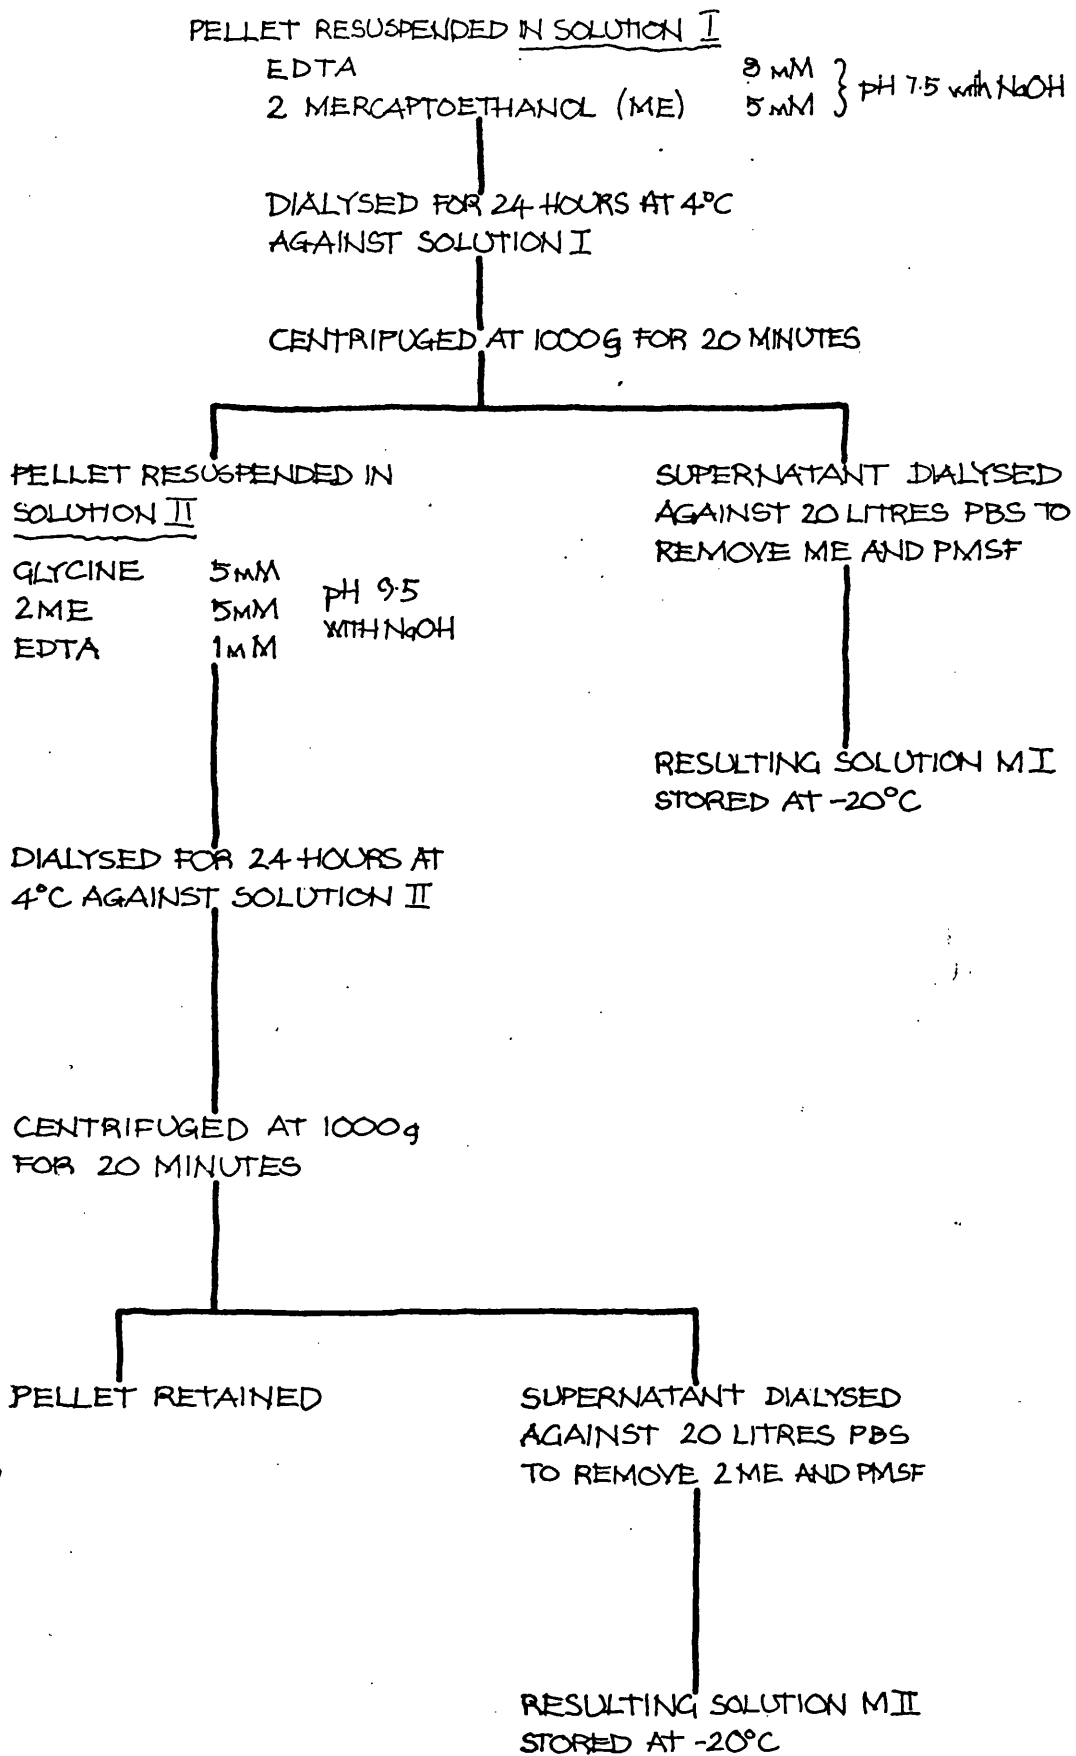 PELLET RESUSPENDED IN SOLUTION I
EDTA mM
2 MERCAPTOETHANOL (ME) 5 mM } pH 7.5 with NaOH
DIALYSED FOR 24 HOURS AT 4°C
AGAINST SOLUTION I
CENTRIFUGED AT 1000g FOR 20 MINUTES
PELLET RESUSPENDED IN
SOLUTION II
GLYCINE 5mM
2ME 5mM
EDTA 1mM
pH 9.5
WITH NaOH
SUPERNATANT DIALYSED
AGAINST 20 LITRES PBS TO
REMOVE ME AND PMSF
RESULTING SOLUTION MI
STORED AT -20°C
DIALYSED FOR 24 HOURS AT
4°C AGAINST SOLUTION II
CENTRIFUGED AT 1000g
FOR 20 MINUTES
PELLET RETAINED
SUPERNATANT DIALYSED
AGAINST 20 LITRES PBS
TO REMOVE 2ME AND PMSF
RESULTING SOLUTION MII
STORED AT -20°C